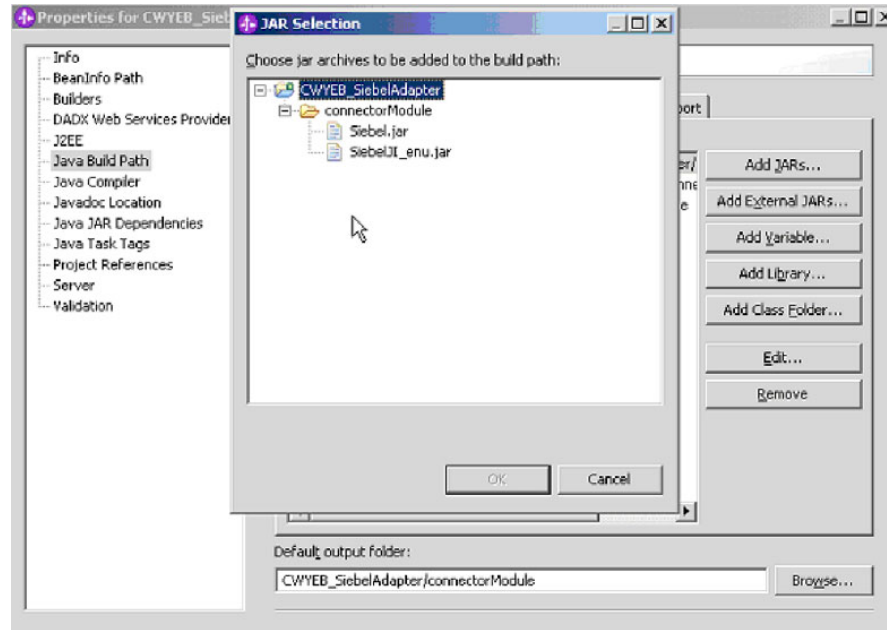 Properties for CWYEB_Sieb
JAR Selection
Info
BeanInfo Path
Builders
DADX Web Services Provider
J2EE
Java Build Path
Java Compiler
Javadoc Location
Java JAR Dependencies
Java Task Tags
Project References
Server
Validation
Choose jar archives to be added to the build path:
CWYEB_SiebelAdapter
connectorModule
Siebel.jar
SiebelJI_enu.jar
OK
Cancel
port
er/
nne
e
Add JARs...
Add External JARs...
Add Variable...
Add Library...
Add Class Folder...
Edit...
Remove
Default output folder:
CWYEB_SiebelAdapter/connectorModule
Browse...